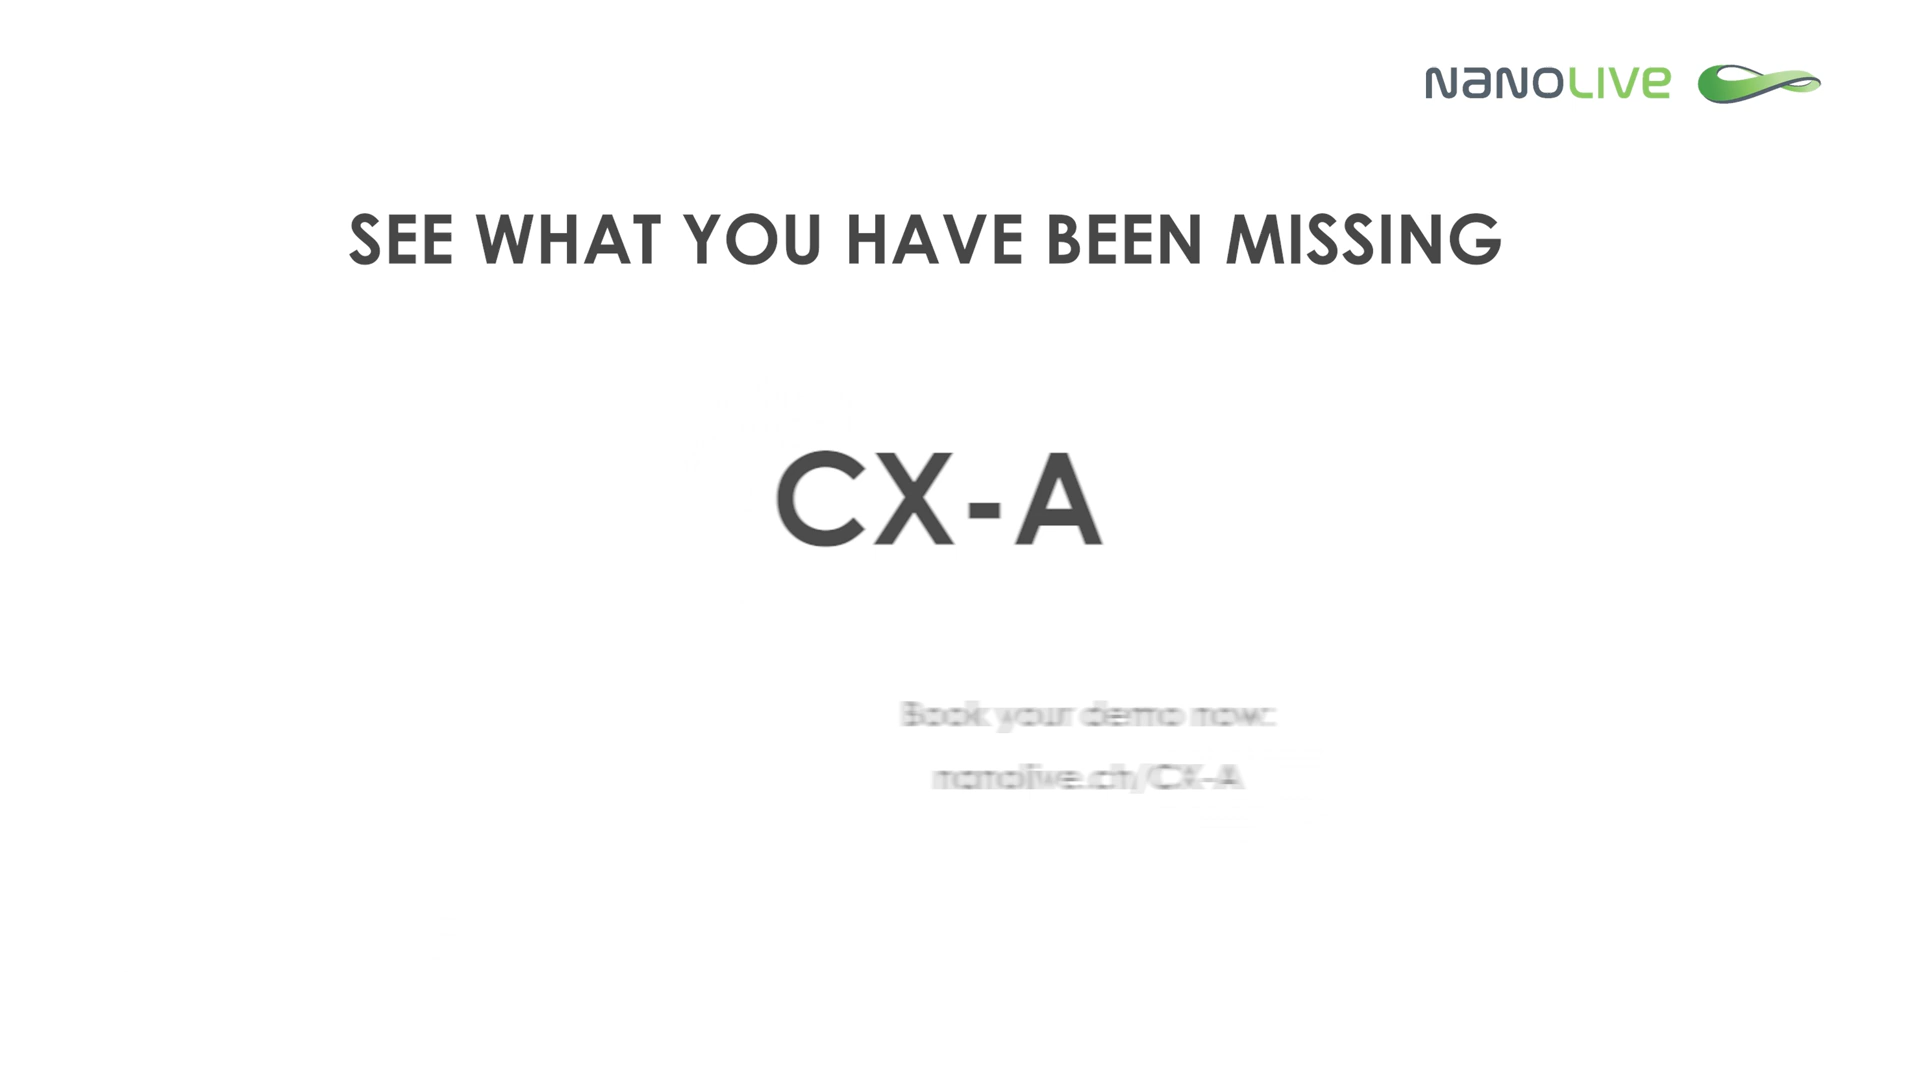 NANOLIVE
SEE WHAT YOU HAVE BEEN MISSING
CX-A
Book your demo now:
nanolive.ch/CX-A